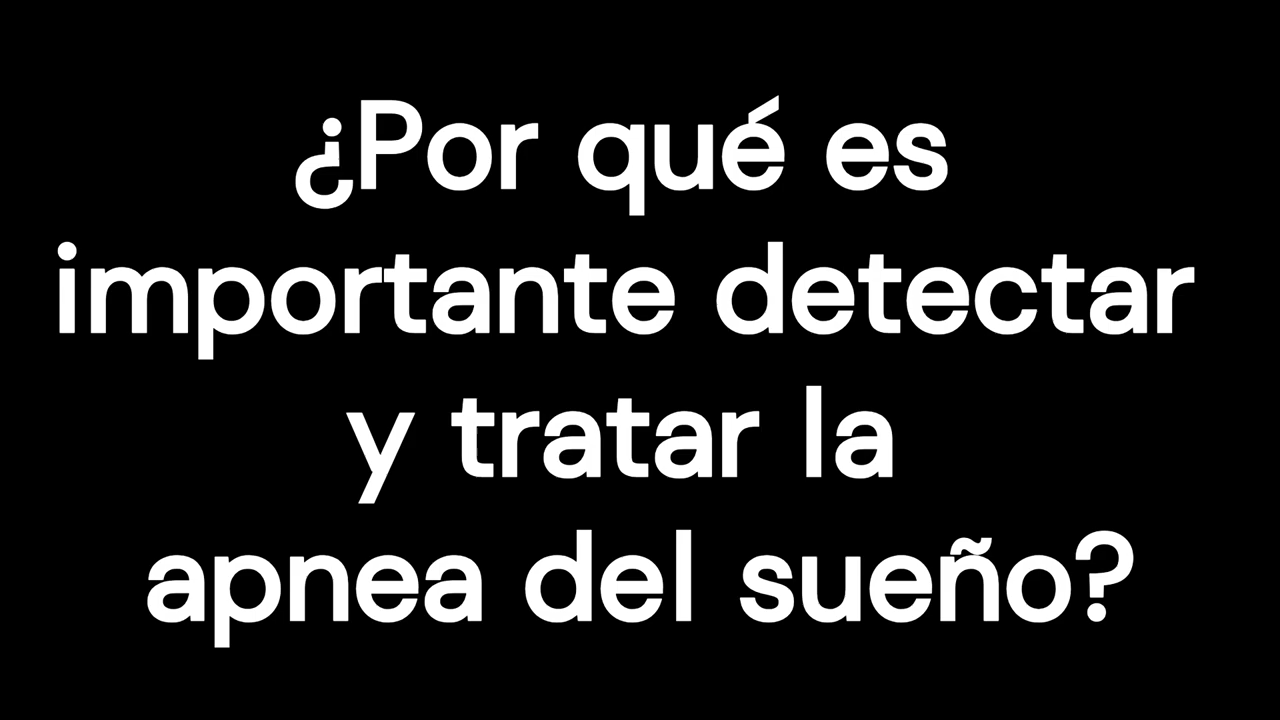 ¿Por qué es
importante detectar
y tratar la
apnea del sueño?